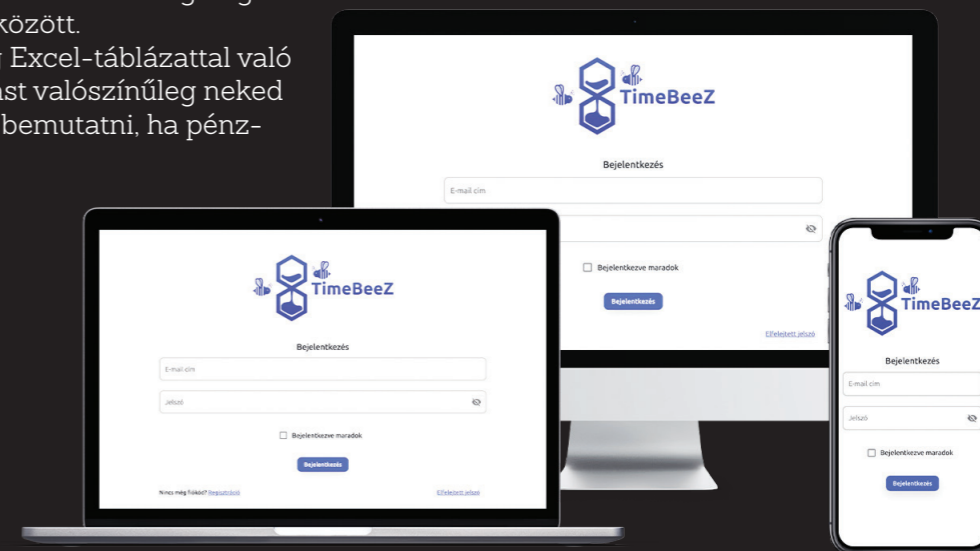 között.
Excel-táblázattal való
valószínűleg neked
bemutatni, ha pénz-
TimeBeeZ
Bejelentkezés
E-mail cím
Bejelentkezve maradok
Bejelentkezés
Elfelejtett jelszó
TimeBeeZ
Bejelentkezés
E-mail cím
Jelszó
Bejelentkezve maradok
Bejelentkezés
Nincs még fiókod? Regisztráció
Elfelejtett jelszó
TimeBeeZ
Bejelentkezés
E-mail cím
Jelszó
Bejelentkezve maradok
Bejelentkezés